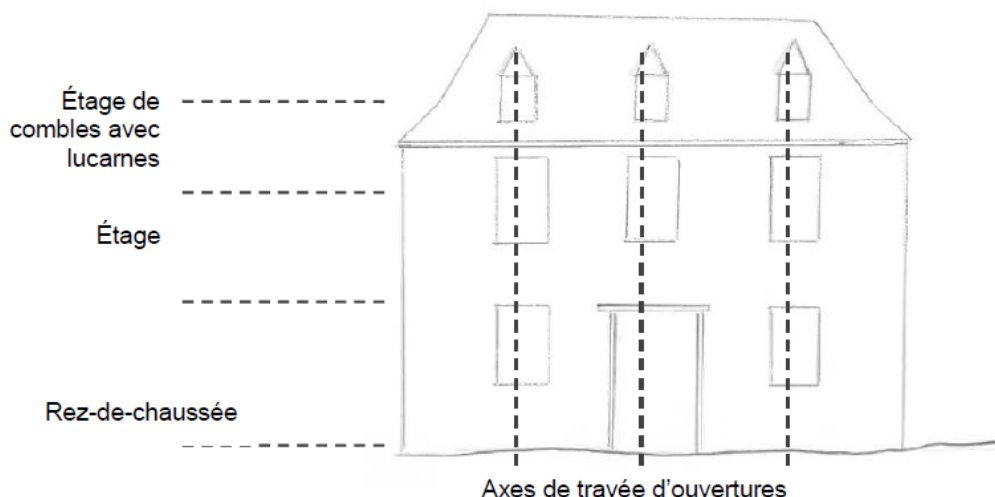 Étage de
combles avec
lucarnes
Étage
Rez-de-chaussée
Axes de travée d'ouvertures